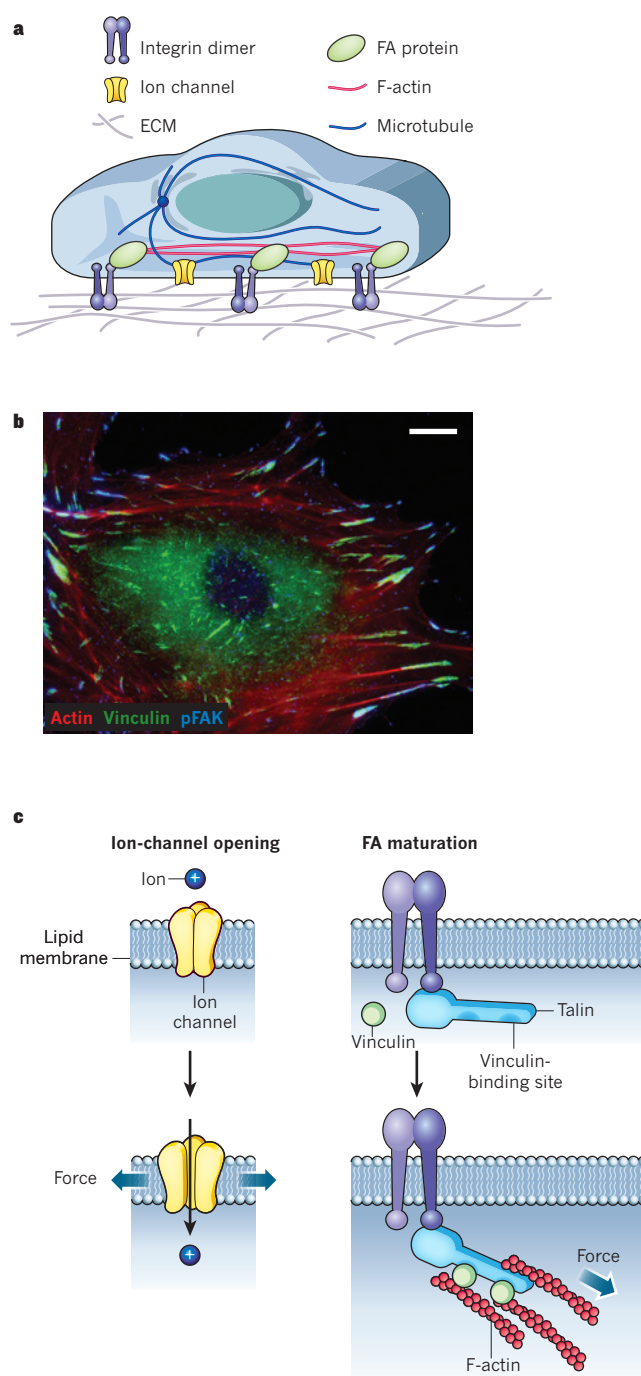 a
Integrin dimer
FA protein
Ion channel
F-actin
ECM
Microtubule
b
Actin Vinculin pFAK
c
Ion-channel opening
FA maturation
Ion
+
Lipid
membrane
Ion
channel
Talin
Vinculin
Vinculin-
binding site
Force
+
Force
F-actin